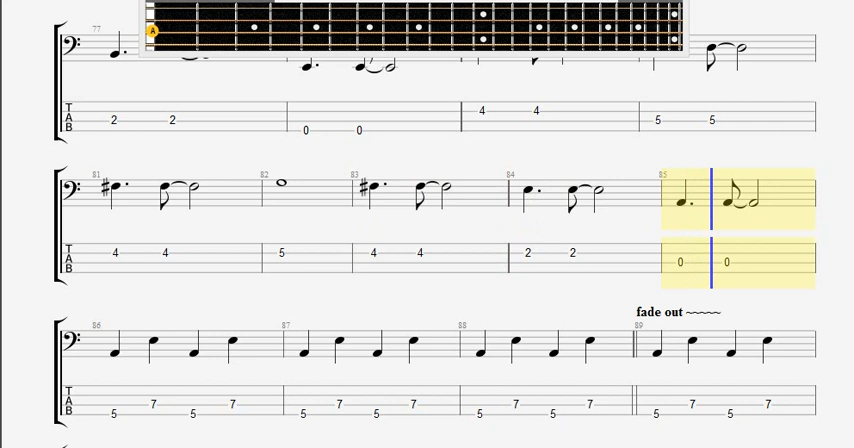 77
A
T 4 4
A 2 2 5 5
B 0 0
81 82 83 84 85
T 4 4 5 4 4 2 2
A 0 0
B
fade out ~~~~~
86 87 88 89
T
A 7 7 7 7 7 7 7 7
B 5 5 5 5 5 5 5 5